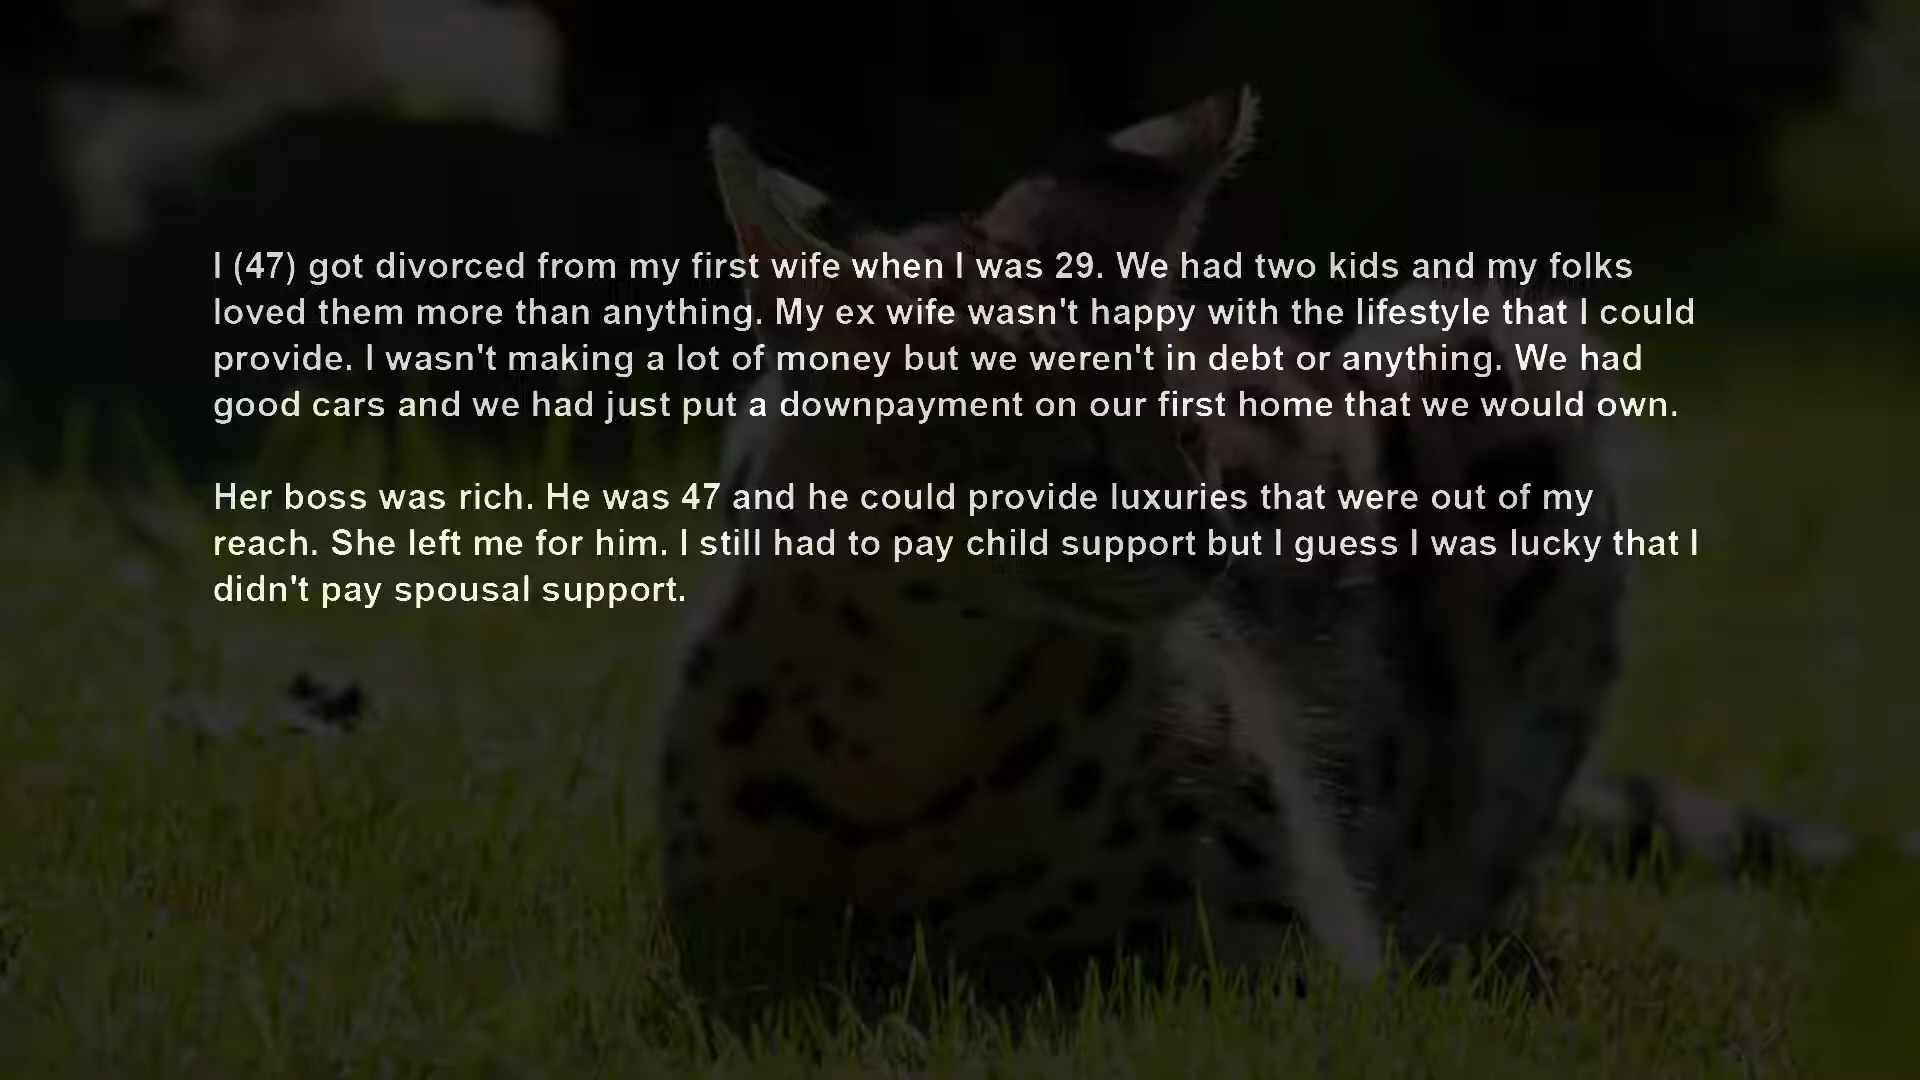 I (47) got divorced from my first wife when I was 29. We had two kids and my folks
loved them more than anything. My ex wife wasn't happy with the lifestyle that I could
provide. I wasn't making a lot of money but we weren't in debt or anything. We had
good cars and we had just put a downpayment on our first home that we would own.
Her boss was rich. He was 47 and he could provide luxuries that were out of my
reach. She left me for him. I still had to pay child support but I guess I was lucky that I
didn't pay spousal support.